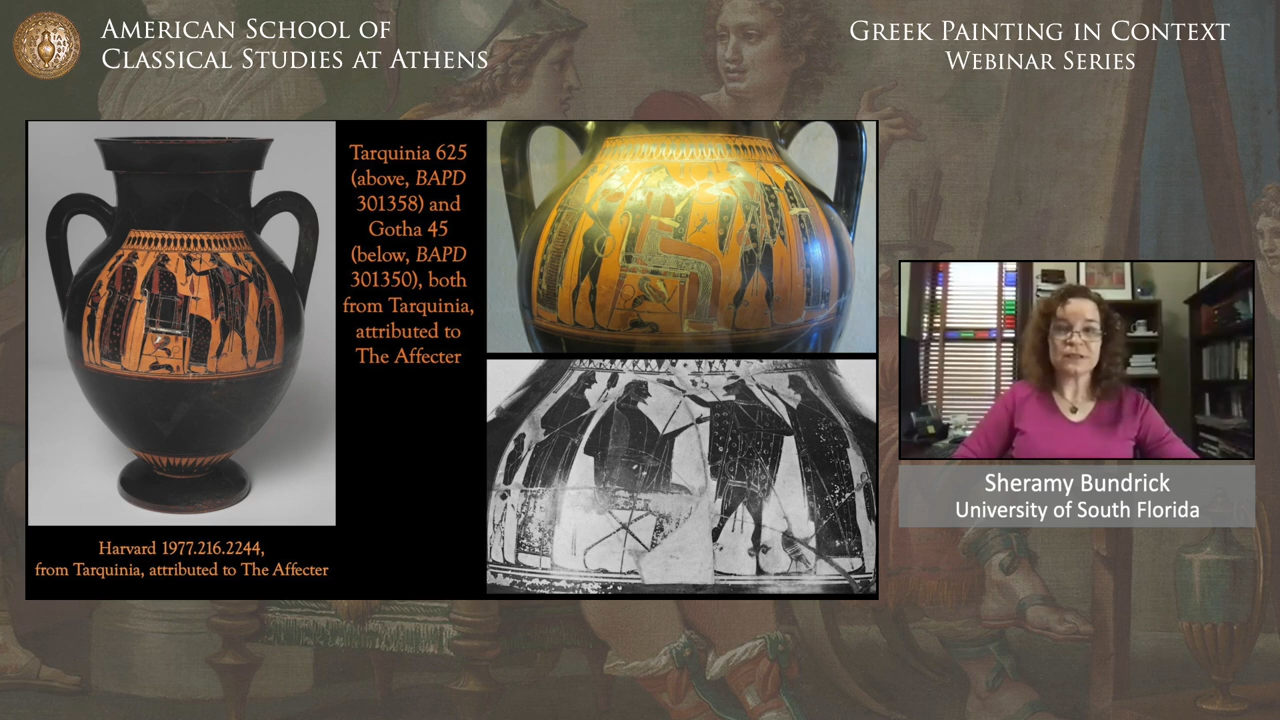 AMERICAN SCHOOL OF
CLASSICAL STUDIES AT ATHENS
GREEK PAINTING IN CONTEXT
WEBINAR SERIES
Tarquinia 625
(above, BAPD
301358) and
Gotha 45
(below, BAPD
301350), both
from Tarquinia,
attributed to
The Affecter
Harvard 1977.216.2244,
from Tarquinia, attributed to The Affecter
Sheramy Bundrick
University of South Florida